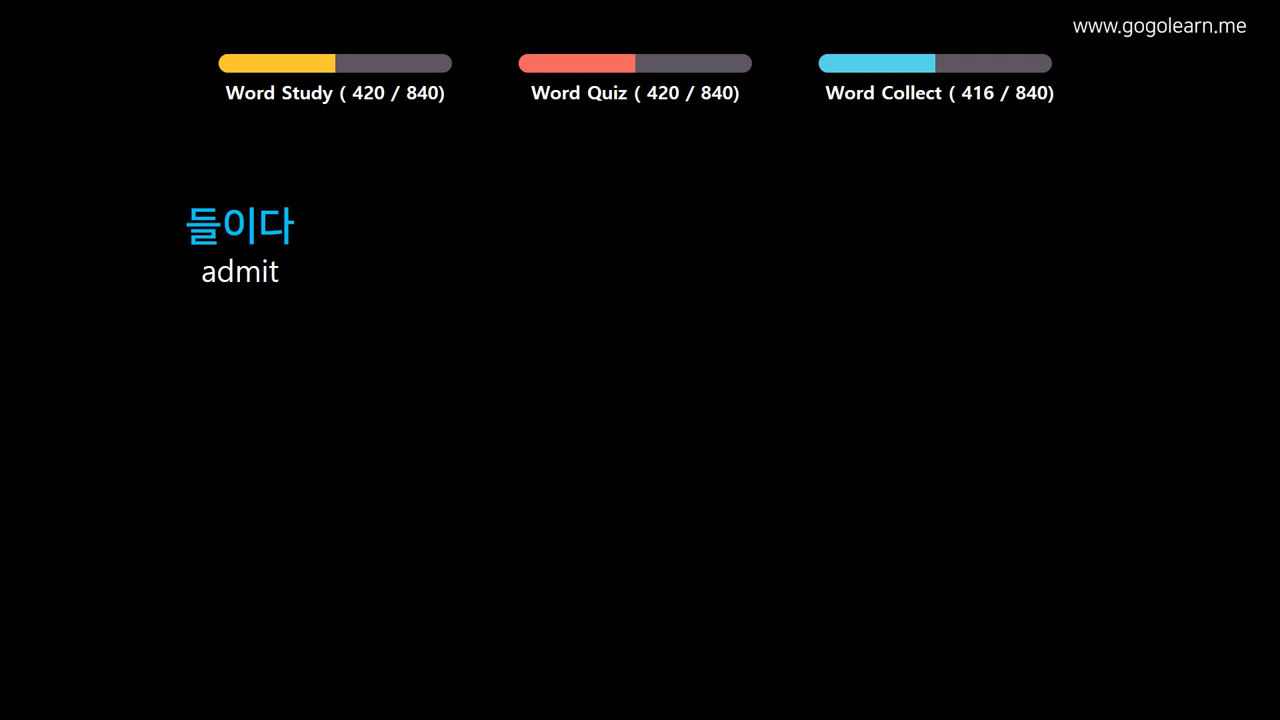 www.gogolearn.me
Word Study ( 420 / 840)
Word Quiz ( 420 / 840)
Word Collect ( 416 / 840)
들이다
admit